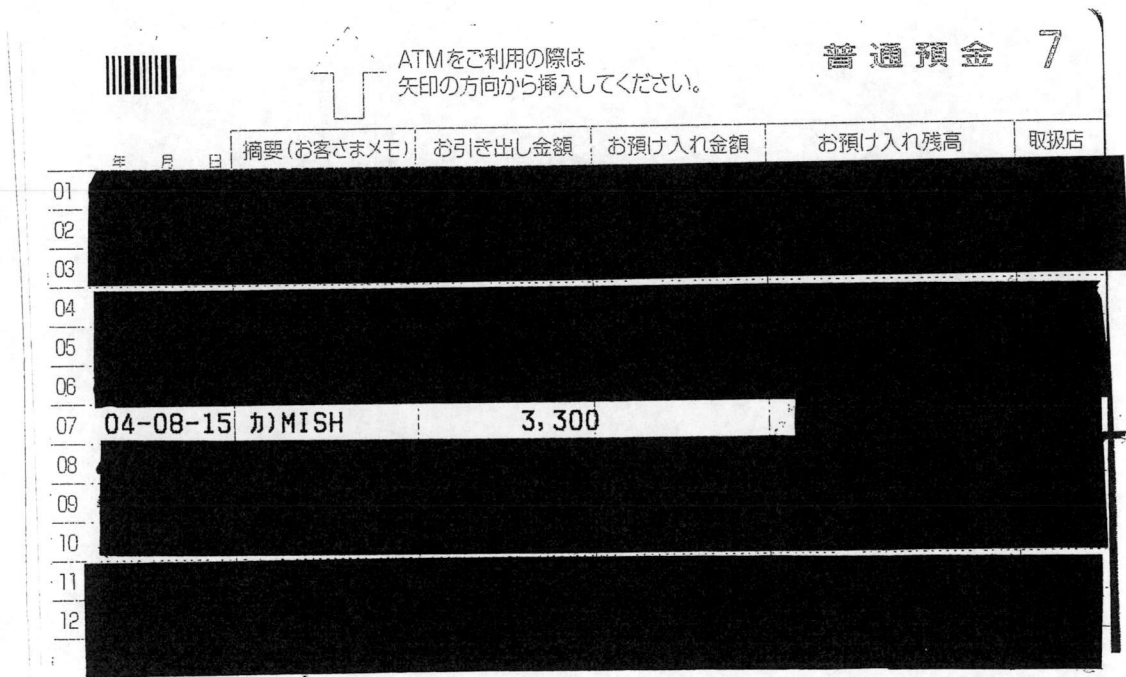 ATMをご利用の際は
矢印の方向から挿入してください。
普通預金 7
年 月 日 摘要(お客さまメモ) お引き出し金額 お預け入れ金額 お預け入れ残高 取扱店
01
02
03
04
05
06
07 04-08-15 カ)MISH 3,300
08
09
10
11
12